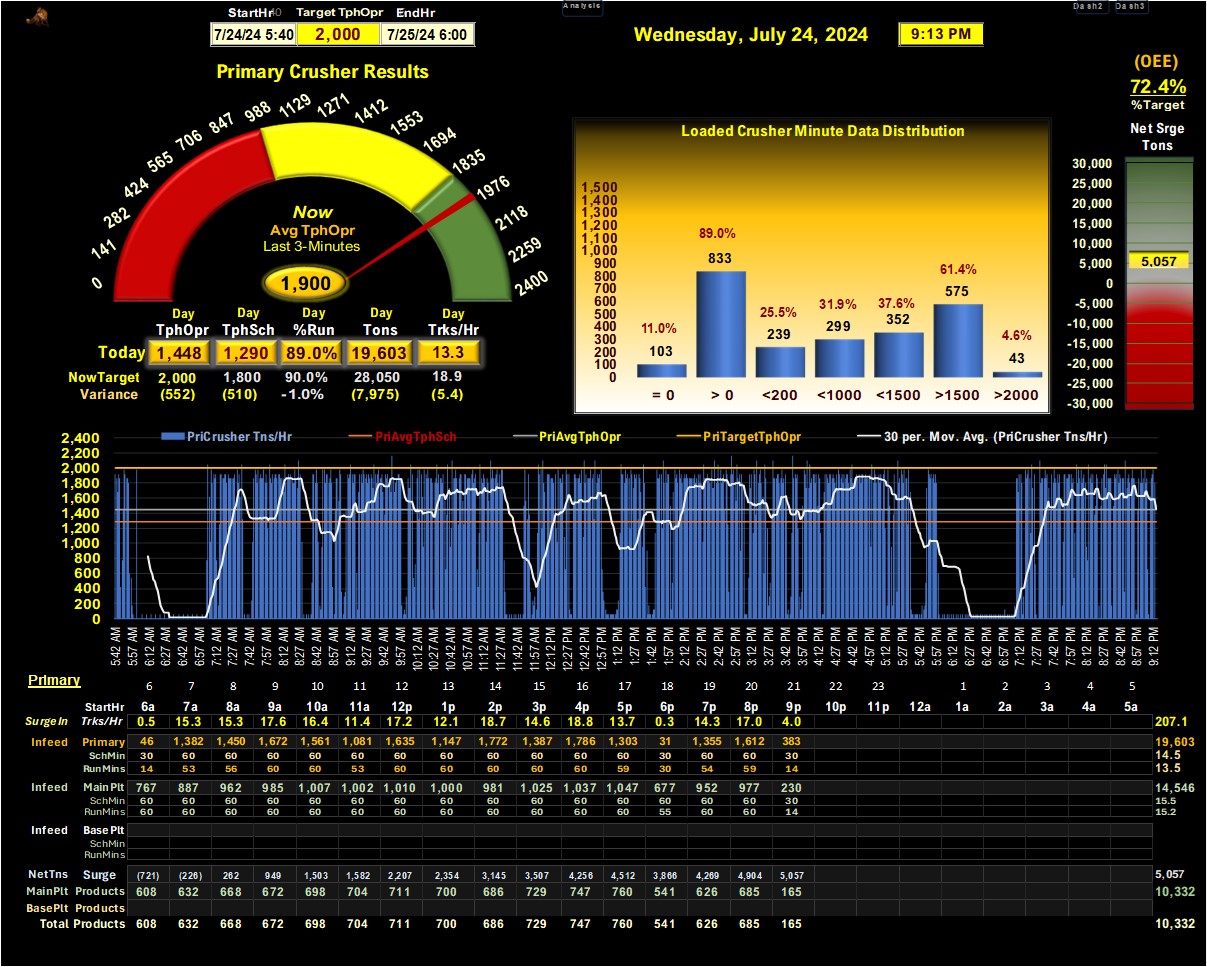 StartHr Target TphOpr EndHr
Analysis
Dash2 Dash3
7/24/24 5:40 2,000 7/25/24 6:00
Wednesday, July 24, 2024
9:13 PM
Primary Crusher Results
0 141 282 424 565 706 847 988 1129 1271 1412 1553 1694 1835 1976 2118 2259 2400
Now
Avg TphOpr
Last 3-Minutes
1,900
Day Day Day Day Day
TphOpr TphSch %Run Tons Trks/Hr
Today 1,448 1,290 89.0% 19,603 13.3
NowTarget 2,000 1,800 90.0% 28,050 18.9
Variance (552) (510) -1.0% (7,975) (5.4)
Loaded Crusher Minute Data Distribution
1,500
1,400
1,300
1,200
1,100
1,000
900
800
700
600
500
400
300
200
100
0
11.0% 89.0% 25.5% 31.9% 37.6% 61.4% 4.6%
103 833 239 299 352 575 43
= 0 > 0 <200 <1000 <1500 >1500 >2000
(OEE)
72.4%
%Target
Net Srge
Tons
30,000
25,000
20,000
15,000
10,000
5,000
0
-5,000
-10,000
-15,000
-20,000
-25,000
-30,000
5,057
PriCrusher Tns/Hr PriAvgTphSch PriAvgTphOpr PriTargetTphOpr 30 per. Mov. Avg. (PriCrusher Tns/Hr)
2,400
2,200
2,000
1,800
1,600
1,400
1,200
1,000
800
600
400
200
0
5:42 AM 5:57 AM 6:12 AM 6:27 AM 6:42 AM 6:57 AM 7:12 AM 7:27 AM 7:42 AM 7:57 AM 8:12 AM 8:27 AM 8:42 AM 8:57 AM 9:12 AM 9:27 AM 9:42 AM 9:57 AM 10:12 AM 10:27 AM 10:42 AM 10:57 AM 11:12 AM 11:27 AM 11:42 AM 11:57 AM 12:12 PM 12:27 PM 12:42 PM 12:57 PM 1:12 PM 1:27 PM 1:42 PM 1:57 PM 2:12 PM 2:27 PM 2:42 PM 2:57 PM 3:12 PM 3:27 PM 3:42 PM 3:57 PM 4:12 PM 4:27 PM 4:42 PM 4:57 PM 5:12 PM 5:27 PM 5:42 PM 5:57 PM 6:12 PM 6:27 PM 6:42 PM 6:57 PM 7:12 PM 7:27 PM 7:42 PM 7:57 PM 8:12 PM 8:27 PM 8:42 PM 8:57 PM 9:12 PM
Primary 6 7 8 9 10 11 12 13 14 15 16 17 18 19 20 21 22 23 1 2 3 4 5
StartHr 6a 7a 8a 9a 10a 11a 12p 1p 2p 3p 4p 5p 6p 7p 8p 9p 10p 11p 12a 1a 2a 3a 4a 5a
SurgeIn Trks/Hr 0.5 15.3 15.3 17.6 16.4 11.4 17.2 12.1 18.7 14.6 18.8 13.7 0.3 14.3 17.0 4.0 207.1
Infeed Primary 46 1,382 1,450 1,672 1,561 1,081 1,635 1,147 1,772 1,387 1,786 1,303 31 1,355 1,612 383 19,603
SchMin 30 60 60 60 60 60 60 60 60 60 60 60 30 60 60 30 14.5
RunMins 14 53 56 60 60 53 60 60 60 60 60 59 30 54 59 14 13.5
Infeed MainPlt 767 887 962 985 1,007 1,002 1,010 1,000 981 1,025 1,037 1,047 677 952 977 230 14,546
SchMin 60 60 60 60 60 60 60 60 60 60 60 60 60 60 60 30 15.5
RunMins 60 60 60 60 60 60 60 60 60 60 60 60 55 60 60 14 15.2
Infeed Base Plt
SchMin
RunMins
NetTns Surge (721) (226) 262 949 1,503 1,582 2,207 2,354 3,145 3,507 4,256 4,512 3,866 4,269 4,904 5,057 5,057
MainPlt Products 608 632 668 672 698 704 711 700 686 729 747 760 541 626 685 165 10,332
BasePlt Products
Total Products 608 632 668 672 698 704 711 700 686 729 747 760 541 626 685 165 10,332